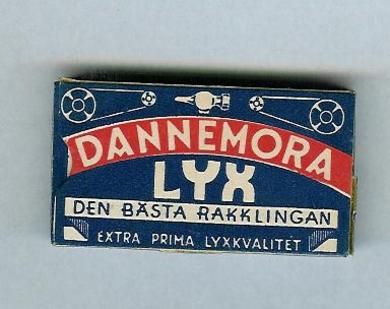 DANNEMORA
LYX
DEN BÄSTA RAKKLINGAN
EXTRA PRIMA LYXKVALITET